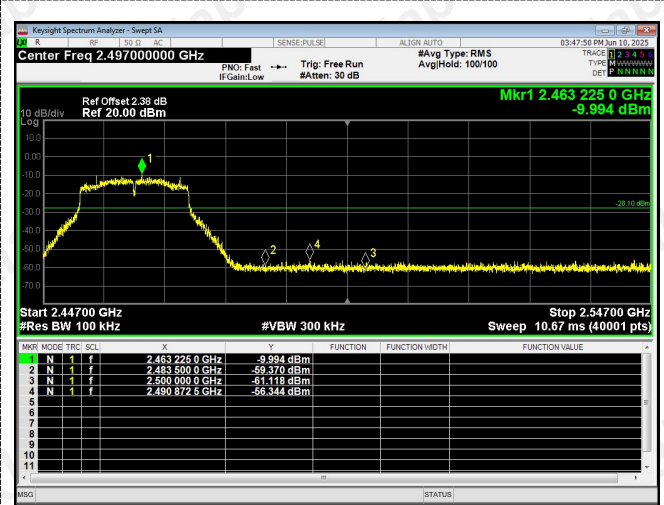 Keysight Spectrum Analyzer - Swept SA
LXI R RF 50 Ω AC SENSE:PULSE ALIGN AUTO 03:47:50 PM Jun 10, 2025
Center Freq 2.497000000 GHz #Avg Type: RMS TRACE 1 2 3 4 5 6
PNO: Fast Trig: Free Run Avg|Hold: 100/100 TYPE M WWWWW
IFGain:Low #Atten: 30 dB DET P N N N N N
Ref Offset 2.38 dB Mkr1 2.463 225 0 GHz
10 dB/div Ref 20.00 dBm -9.994 dBm
Log
10.0
0.00
1
-10.0
-20.0
-28.10 dBm
-30.0
-40.0
-50.0
2 4 3
-60.0
-70.0
Start 2.44700 GHz Stop 2.54700 GHz
#Res BW 100 kHz #VBW 300 kHz Sweep 10.67 ms (40001 pts)
MKR MODE TRC SCL X Y FUNCTION FUNCTION WIDTH FUNCTION VALUE
1 N 1 f 2.463 225 0 GHz -9.994 dBm
2 N 1 f 2.483 500 0 GHz -59.370 dBm
3 N 1 f 2.500 000 0 GHz -61.118 dBm
4 N 1 f 2.490 872 5 GHz -56.344 dBm
5
6
7
8
9
10
11
MSG STATUS